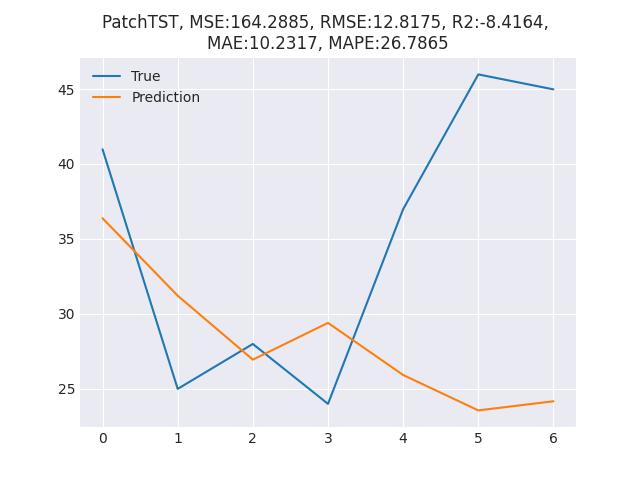 PatchTST, MSE:164.2885, RMSE:12.8175, R2:-8.4164,
MAE:10.2317, MAPE:26.7865
True
Prediction
45
40
35
30
25
0 1 2 3 4 5 6